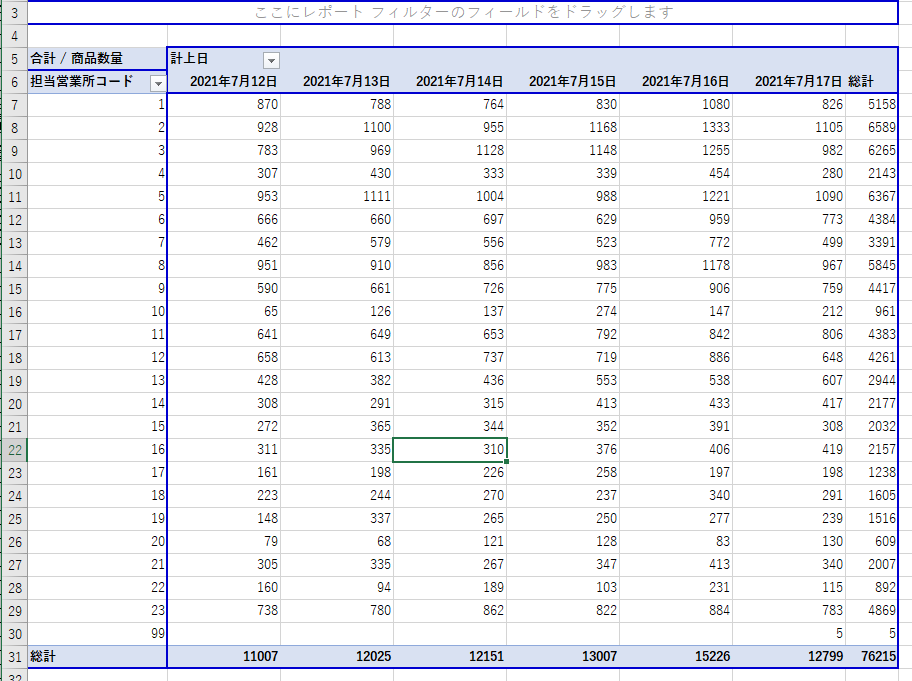 3 ここにレポート フィルターのフィールドをドラッグします
4
5 合計 / 商品数量 計上日
6 担当営業所コード 2021年7月12日 2021年7月13日 2021年7月14日 2021年7月15日 2021年7月16日 2021年7月17日 総計
7 1 870 788 764 830 1080 826 5158
8 2 928 1100 955 1168 1333 1105 6589
9 3 783 969 1128 1148 1255 982 6265
10 4 307 430 333 339 454 280 2143
11 5 953 1111 1004 988 1221 1090 6367
12 6 666 660 697 629 959 773 4384
13 7 462 579 556 523 772 499 3391
14 8 951 910 856 983 1178 967 5845
15 9 590 661 726 775 906 759 4417
16 10 65 126 137 274 147 212 961
17 11 641 649 653 792 842 806 4383
18 12 658 613 737 719 886 648 4261
19 13 428 382 436 553 538 607 2944
20 14 308 291 315 413 433 417 2177
21 15 272 365 344 352 391 308 2032
22 16 311 335 310 376 406 419 2157
23 17 161 198 226 258 197 198 1238
24 18 223 244 270 237 340 291 1605
25 19 148 337 265 250 277 239 1516
26 20 79 68 121 128 83 130 609
27 21 305 335 267 347 413 340 2007
28 22 160 94 189 103 231 115 892
29 23 738 780 862 822 884 783 4869
30 99 5 5
31 総計 11007 12025 12151 13007 15226 12799 76215
32